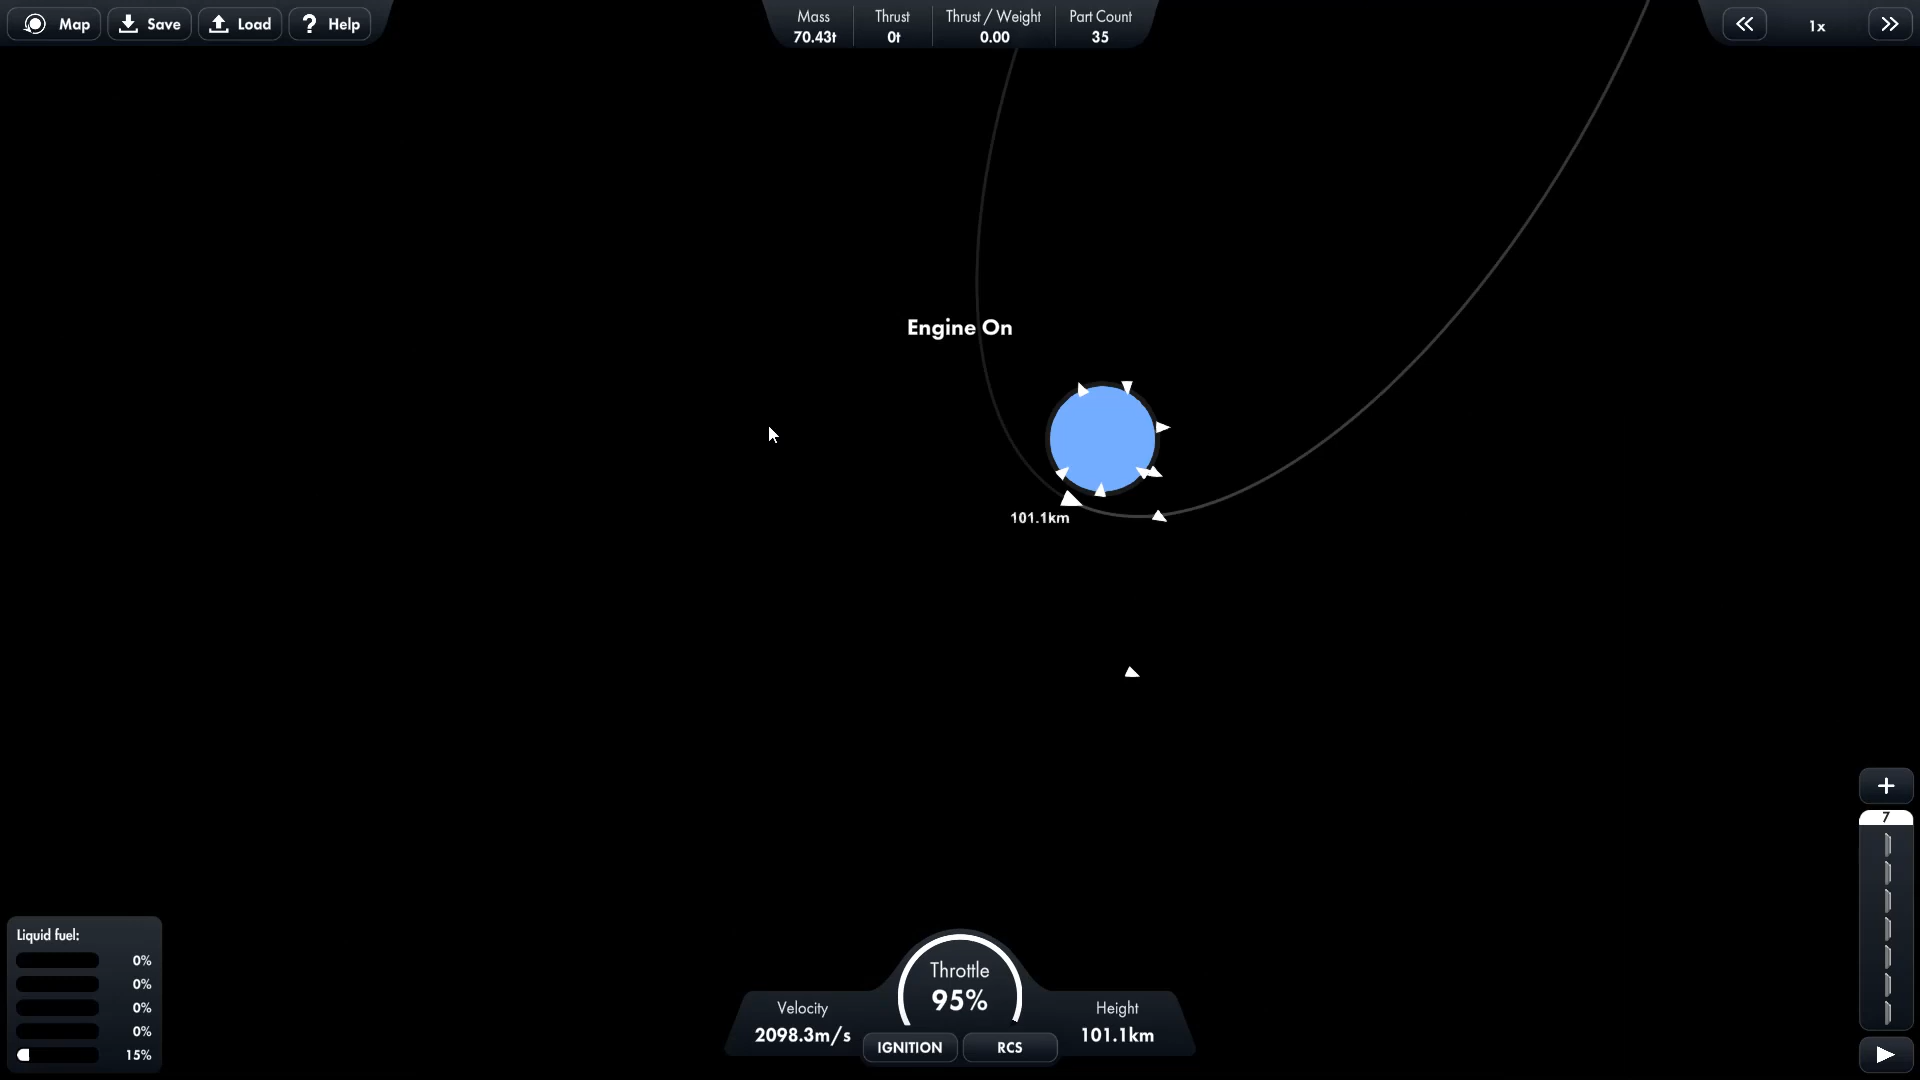 Map
Save
Load
Help
Mass
70.43t
Thrust
0t
Thrust / Weight
0.00
Part Count
35
1x
Engine On
101.1km
7
Liquid fuel:
0%
0%
0%
0%
15%
Throttle
95%
Velocity
2098.3m/s
Height
101.1km
IGNITION
RCS